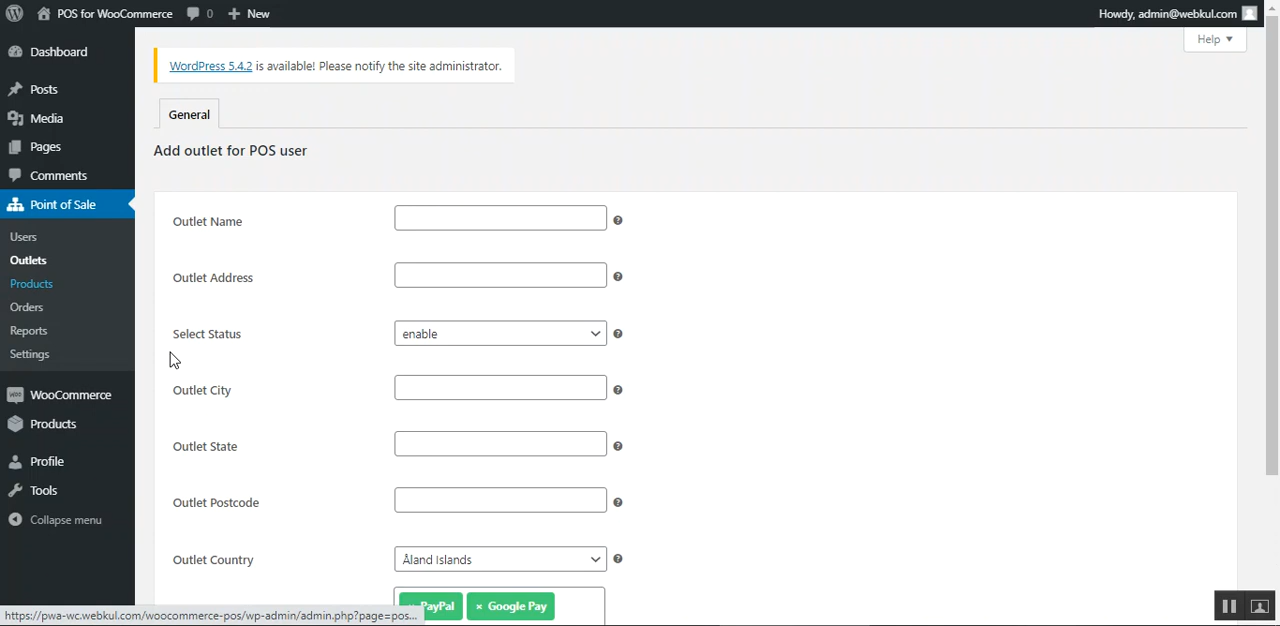 POS for WooCommerce 0 New Howdy, admin@webkul.com
Help
Dashboard
Posts
Media
Pages
Comments
Point of Sale
Users
Outlets
Products
Orders
Reports
Settings
WooCommerce
Products
Profile
Tools
Collapse menu
WordPress 5.4.2 is available! Please notify the site administrator.
General
Add outlet for POS user
Outlet Name
Outlet Address
Select Status enable
Outlet City
Outlet State
Outlet Postcode
Outlet Country Åland Islands
PayPal × Google Pay
https://pwa-wc.webkul.com/woocommerce-pos/wp-admin/admin.php?page=pos...